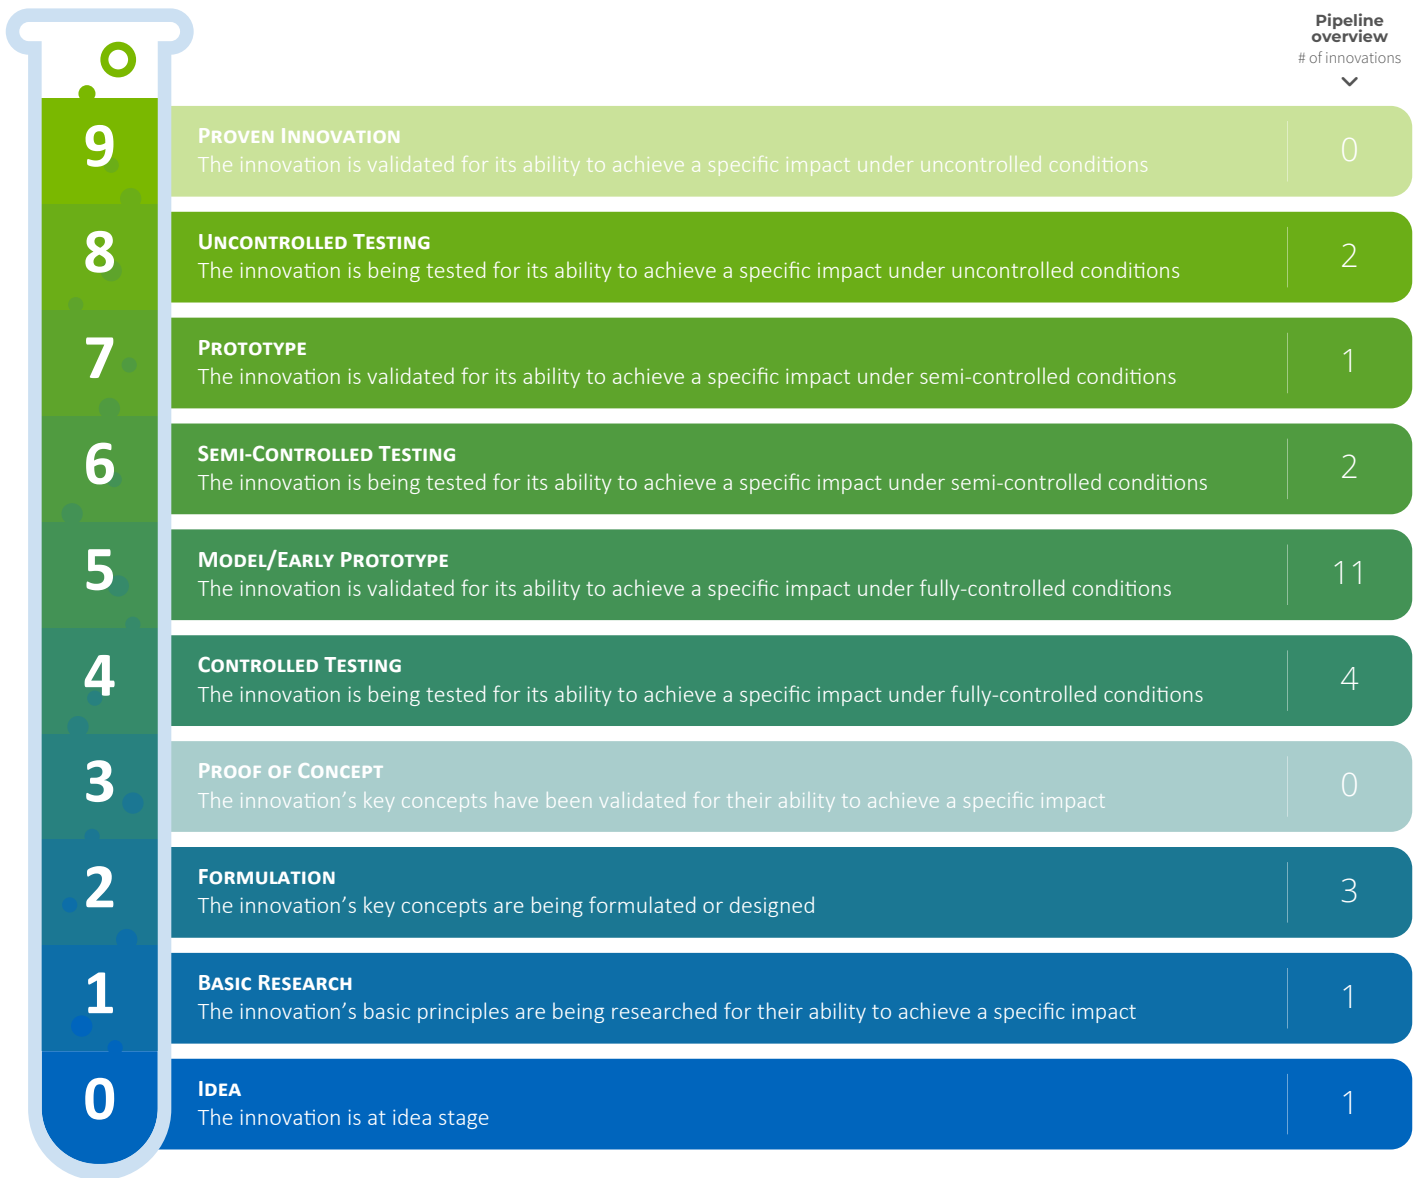 Pipeline
overview
# of innovations
9
PROVEN INNOVATION
The innovation is validated for its ability to achieve a specific impact under uncontrolled conditions
0
8
UNCONTROLLED TESTING
The innovation is being tested for its ability to achieve a specific impact under uncontrolled conditions
2
7
PROTOTYPE
The innovation is validated for its ability to achieve a specific impact under semi-controlled conditions
1
6
SEMI-CONTROLLED TESTING
The innovation is being tested for its ability to achieve a specific impact under semi-controlled conditions
2
5
MODEL/EARLY PROTOTYPE
The innovation is validated for its ability to achieve a specific impact under fully-controlled conditions
11
4
CONTROLLED TESTING
The innovation is being tested for its ability to achieve a specific impact under fully-controlled conditions
4
3
PROOF OF CONCEPT
The innovation’s key concepts have been validated for their ability to achieve a specific impact
0
2
FORMULATION
The innovation’s key concepts are being formulated or designed
3
1
BASIC RESEARCH
The innovation’s basic principles are being researched for their ability to achieve a specific impact
1
0
IDEA
The innovation is at idea stage
1